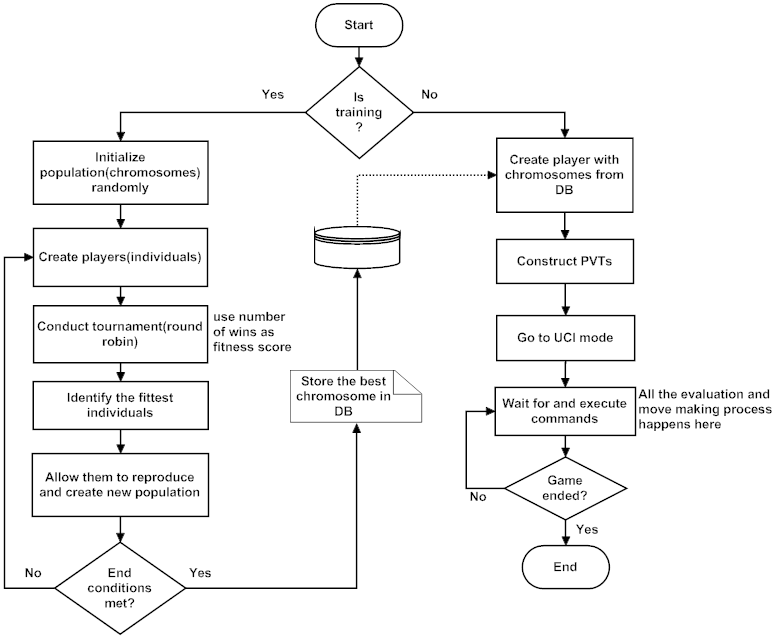 Start
Is
training
?
Yes
No
Initialize
population(chromosomes)
randomly
Create players(individuals)
Conduct tournament(round
robin)
use number
of wins as
fitness score
Identify the fittest
individuals
Allow them to reproduce
and create new population
End
conditions
met?
No
Yes
Store the best
chromosome in
DB
Create player with
chromosomes from
DB
Construct PVTs
Go to UCI mode
Wait for and execute
commands
All the evaluation and
move making process
happens here
Game
ended?
No
Yes
End